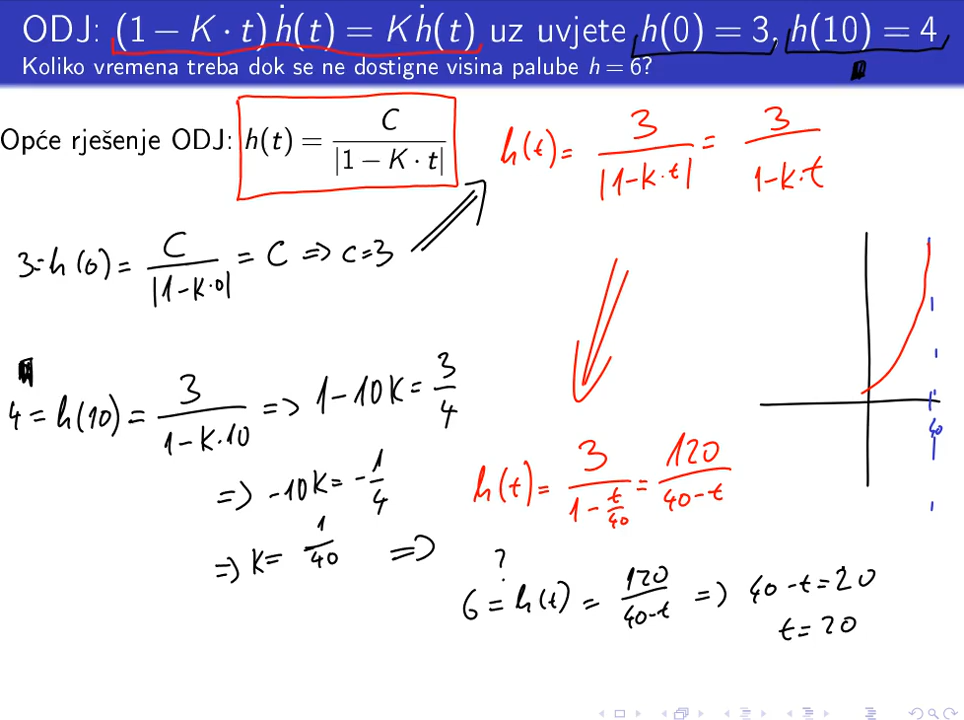 ODJ: (1 − K · t) ḣ(t) = Kḣ(t) uz uvjete h(0) = 3, h(10) = 4
Koliko vremena treba dok se ne dostigne visina palube h = 6?
Opće rješenje ODJ: h(t) = C / |1 − K · t|
h(t) = 3 / |1-k·t| = 3 / 1-k·t
3=h(0) = C / |1-K·0| = C => C=3
4 = h(10) = 3 / 1-K·10 => 1-10K = 3/4
=> -10K = -1/4
=> K = 1/40 =>
h(t) = 3 / 1-t/40 = 120 / 40-t
40
?
6 = h(t) = 120 / 40-t => 40-t=20
t=20